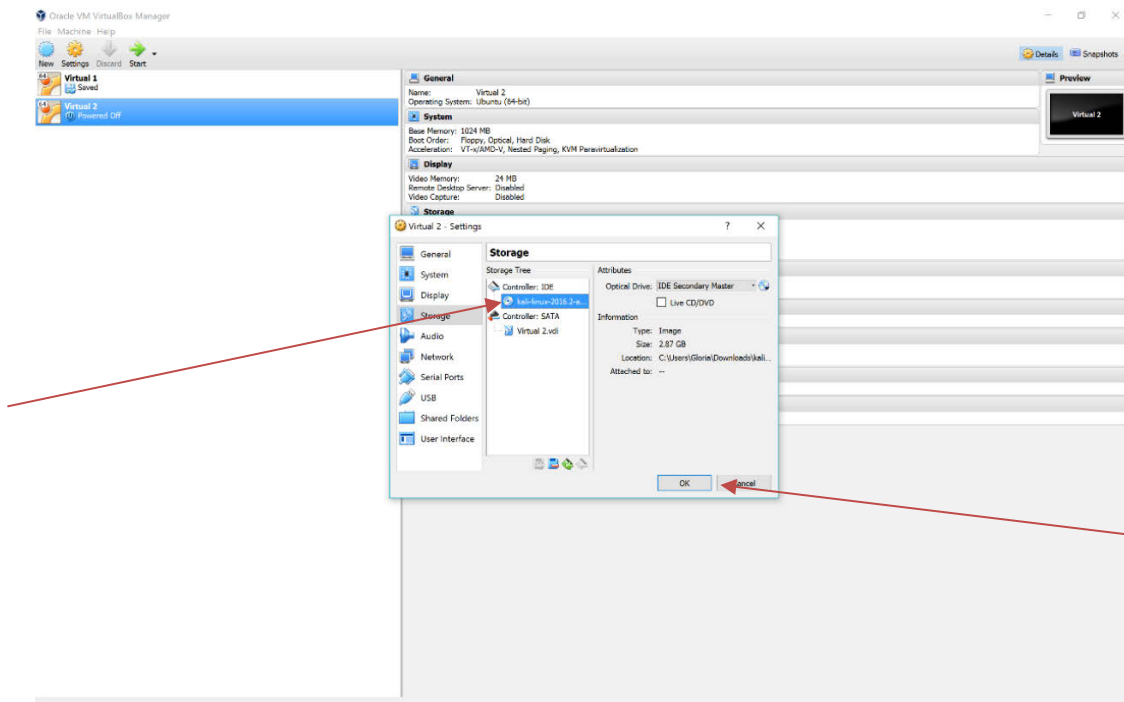 Oracle VM VirtualBox Manager
File Machine Help
New Settings Discard Start
Details Snapshots
64 Virtual 1
Saved
64 Virtual 2
Powered Off
General
Name: Virtual 2
Operating System: Ubuntu (64-bit)
System
Base Memory: 1024 MB
Boot Order: Floppy, Optical, Hard Disk
Acceleration: VT-x/AMD-V, Nested Paging, KVM Paravirtualization
Display
Video Memory: 24 MB
Remote Desktop Server: Disabled
Video Capture: Disabled
Storage
Preview
Virtual 2
Virtual 2 - Settings
General
System
Display
Storage
Audio
Network
Serial Ports
USB
Shared Folders
User Interface
Storage
Storage Tree
Controller: IDE
kali-linux-2016.2-a...
Controller: SATA
Virtual 2.vdi
Attributes
Optical Drive: IDE Secondary Master
Live CD/DVD
Information
Type: Image
Size: 2.87 GB
Location: C:\Users\Gloria\Downloads\kali...
Attached to: --
OK Cancel